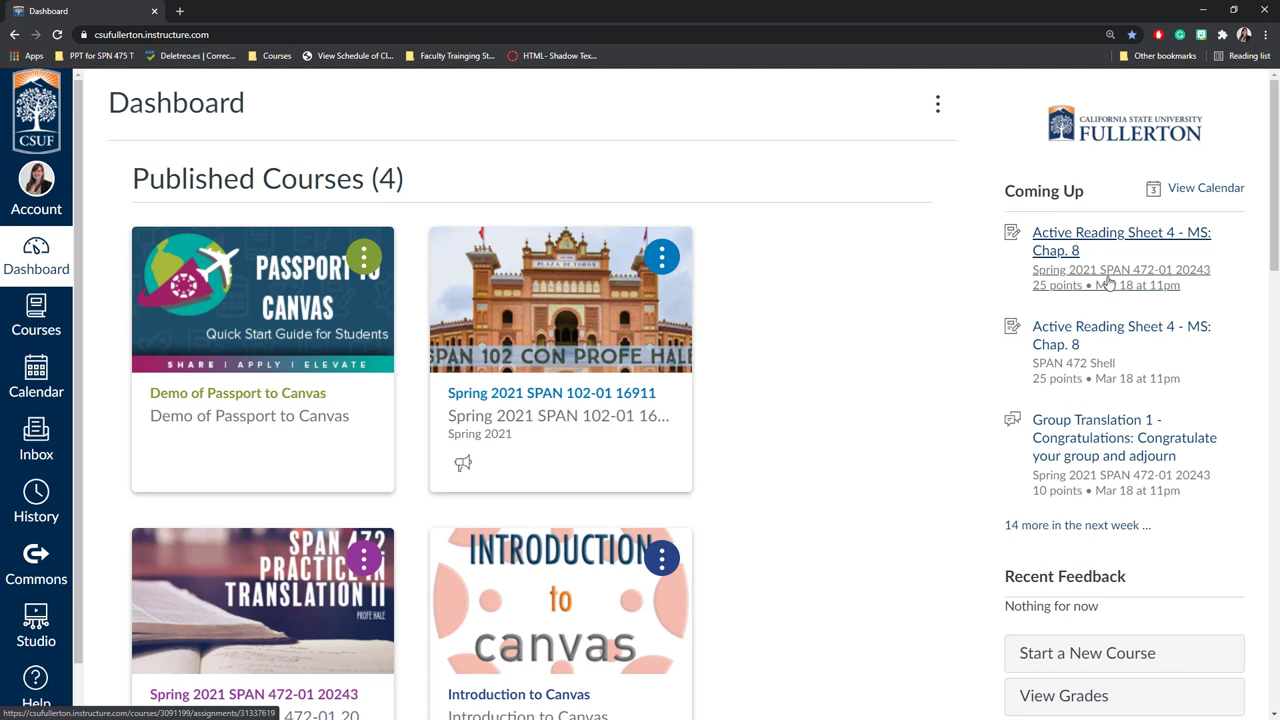 Dashboard
csufullerton.instructure.com
Apps
PPT for SPN 475 T
Deletreo.es | Correc...
Courses
View Schedule of Cl...
Faculty Trainging St...
HTML- Shadow Tex...
Other bookmarks
Reading list
CSUF
Account
Dashboard
Courses
Calendar
Inbox
History
Commons
Studio
Help
Dashboard
Published Courses (4)
PASSPORT TO
CANVAS
Quick Start Guide for Students
SHARE | APPLY | ELEVATE
Demo of Passport to Canvas
Demo of Passport to Canvas
PLAZA DE TOROS
SPAN 102 CON PROFE HALE
Spring 2021 SPAN 102-01 16911
Spring 2021 SPAN 102-01 16...
Spring 2021
SPAN 472
PRACTICE IN
TRANSLATION II
PROFE HALE
Spring 2021 SPAN 472-01 20243
472-01 20
INTRODUCTION
to
canvas
Introduction to Canvas
Introduction to Canvas
CALIFORNIA STATE UNIVERSITY
FULLERTON
Coming Up
3
View Calendar
Active Reading Sheet 4 - MS:
Chap. 8
Spring 2021 SPAN 472-01 20243
25 points • Mar 18 at 11pm
Active Reading Sheet 4 - MS:
Chap. 8
SPAN 472 Shell
25 points • Mar 18 at 11pm
Group Translation 1 -
Congratulations: Congratulate
your group and adjourn
Spring 2021 SPAN 472-01 20243
10 points • Mar 18 at 11pm
14 more in the next week ...
Recent Feedback
Nothing for now
Start a New Course
View Grades
https://csufullerton.instructure.com/courses/3091199/assignments/31337619